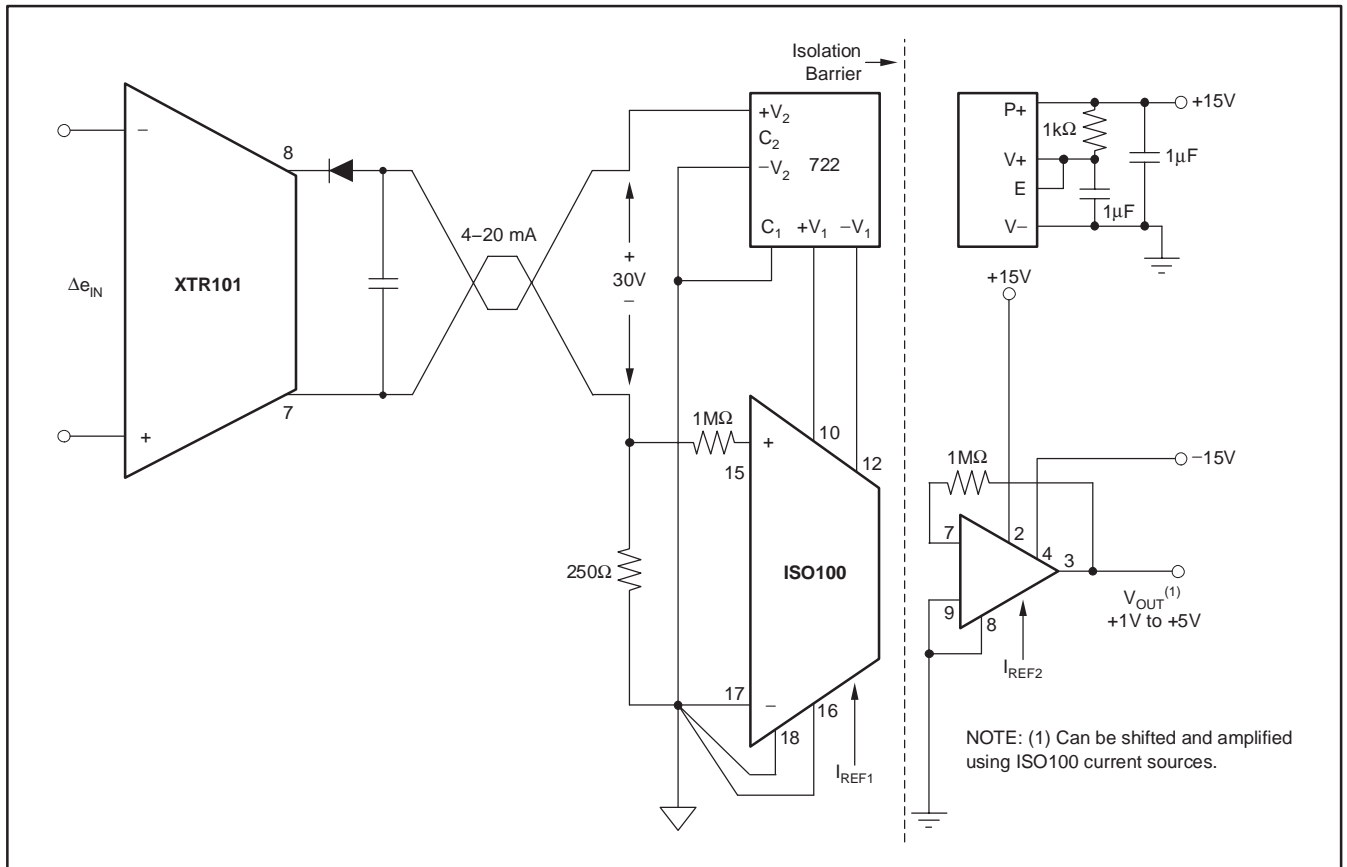 Isolation
Barrier
+V2
C2
−V2
722
C1
+V1
−V1
P+
V+
E
V−
+15V
1kΩ
1µF
1µF
−
8
4–20 mA
ΔeIN
XTR101
7
+
+
30V
−
1MΩ
+
15
10
12
250Ω
ISO100
17
−
18
16
IREF1
+15V
−15V
1MΩ
7
2
4
3
9
8
IREF2
VOUT(1)
+1V to +5V
NOTE: (1) Can be shifted and amplified
using ISO100 current sources.